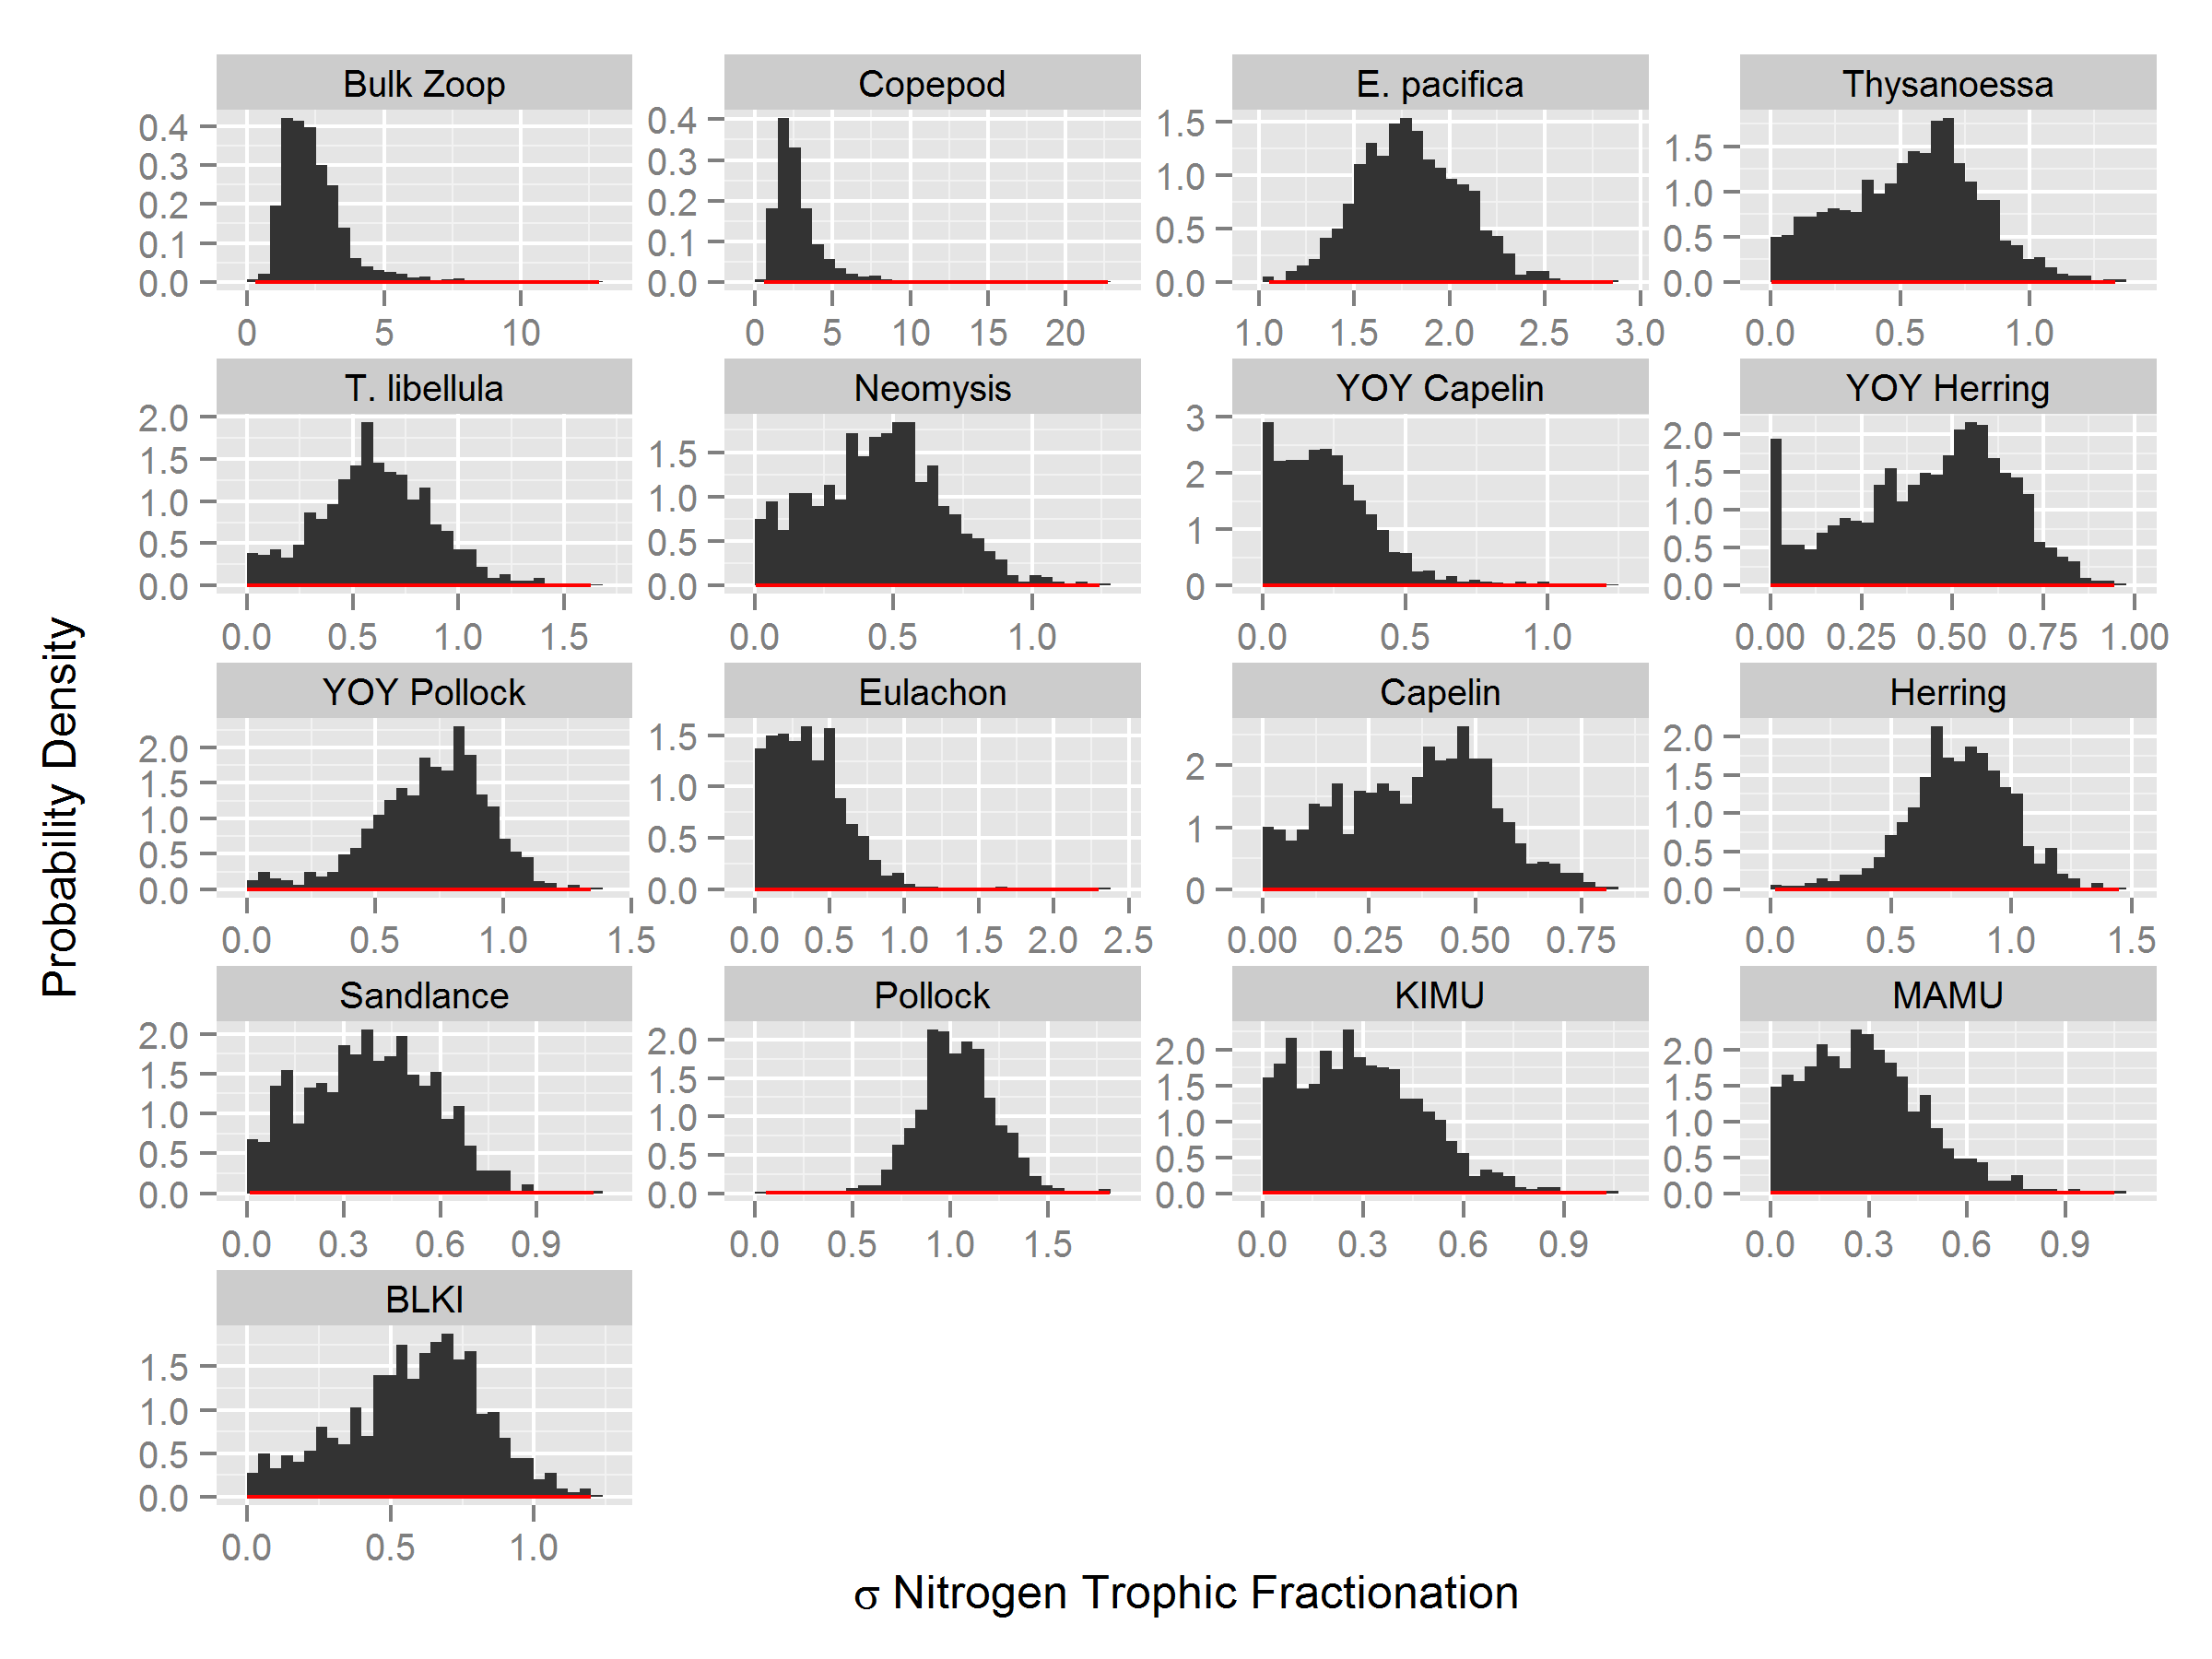 Bulk Zoop Copepod E. pacifica Thysanoessa
0.4 0.3 0.2 0.1 0.0
0.4 0.3 0.2 0.1 0.0
1.5 1.0 0.5 0.0
1.5 1.0 0.5 0.0
0 5 10
0 5 10 15 20
1.0 1.5 2.0 2.5 3.0
0.0 0.5 1.0
T. libellula Neomysis YOY Capelin YOY Herring
2.0 1.5 1.0 0.5 0.0
1.5 1.0 0.5 0.0
3 2 1 0
2.0 1.5 1.0 0.5 0.0
0.0 0.5 1.0 1.5
0.0 0.5 1.0
0.0 0.5 1.0
0.00 0.25 0.50 0.75 1.00
Probability Density
YOY Pollock Eulachon Capelin Herring
2.0 1.5 1.0 0.5 0.0
1.5 1.0 0.5 0.0
2 1 0
2.0 1.5 1.0 0.5 0.0
0.0 0.5 1.0 1.5
0.0 0.5 1.0 1.5 2.0 2.5
0.00 0.25 0.50 0.75
0.0 0.5 1.0 1.5
Sandlance Pollock KIMU MAMU
2.0 1.5 1.0 0.5 0.0
2.0 1.5 1.0 0.5 0.0
2.0 1.5 1.0 0.5 0.0
2.0 1.5 1.0 0.5 0.0
0.0 0.3 0.6 0.9
0.0 0.5 1.0 1.5
0.0 0.3 0.6 0.9
0.0 0.3 0.6 0.9
BLKI
1.5 1.0 0.5 0.0
0.0 0.5 1.0
σ Nitrogen Trophic Fractionation